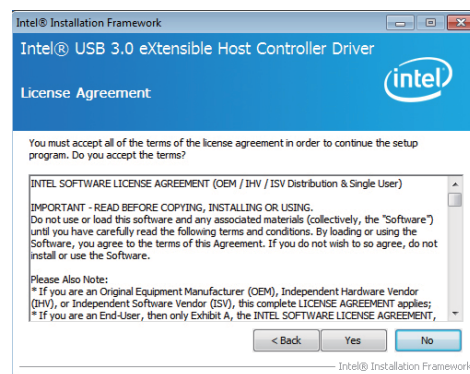 Intel® Installation Framework
Intel® USB 3.0 eXtensible Host Controller Driver
(intel)
License Agreement
You must accept all of the terms of the license agreement in order to continue the setup
program. Do you accept the terms?
INTEL SOFTWARE LICENSE AGREEMENT (OEM / IHV / ISV Distribution & Single User)
IMPORTANT - READ BEFORE COPYING, INSTALLING OR USING.
Do not use or load this software and any associated materials (collectively, the "Software")
until you have carefully read the following terms and conditions. By loading or using the
Software, you agree to the terms of this Agreement. If you do not wish to so agree, do not
install or use the Software.
Please Also Note:
* If you are an Original Equipment Manufacturer (OEM), Independent Hardware Vendor
(IHV), or Independent Software Vendor (ISV), this complete LICENSE AGREEMENT applies;
* If you are an End-User, then only Exhibit A, the INTEL SOFTWARE LICENSE AGREEMENT,
< Back Yes No
Intel® Installation Framework